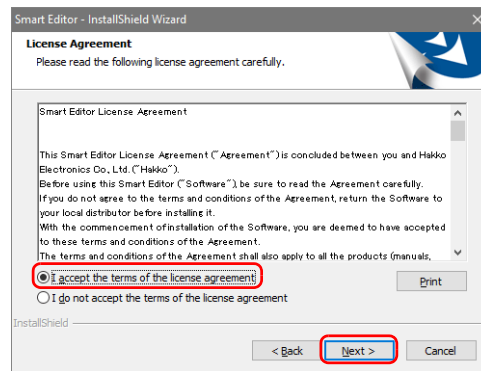 Smart Editor - InstallShield Wizard
License Agreement
Please read the following license agreement carefully.
Smart Editor License Agreement
This Smart Editor License Agreement (“Agreement”) is concluded between you and Hakko
Electronics Co., Ltd. (“Hakko”).
Before using this Smart Editor (“Software”), be sure to read the Agreement carefully.
If you do not agree to the terms and conditions of the Agreement, return the Software to
your local distributor before installing it.
With the commencement of installation of the Software, you are deemed to have accepted
to these terms and conditions of the Agreement.
The terms and conditions of the Agreement shall also apply to all the products (manuals,
I accept the terms of the license agreement
Print
I do not accept the terms of the license agreement
InstallShield
< Back
Next >
Cancel